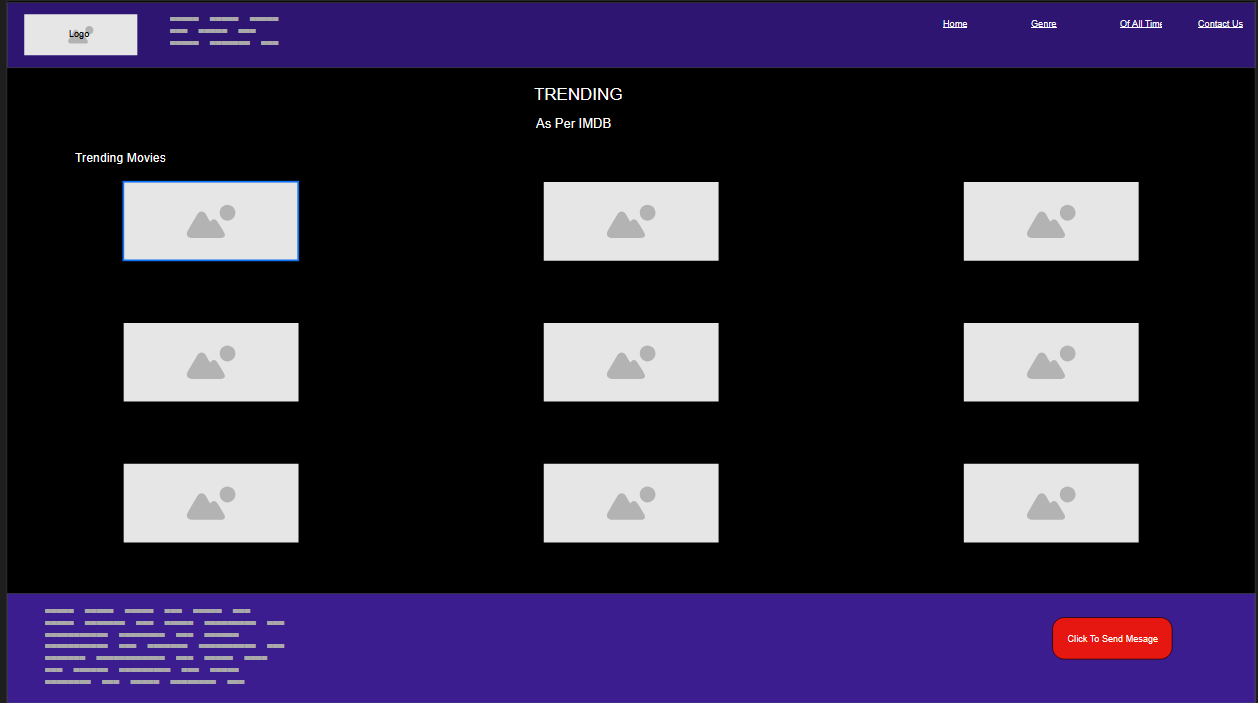 Logo
Home
Genre
Of All Time
Contact Us
TRENDING
As Per IMDB
Trending Movies
Click To Send Mesage